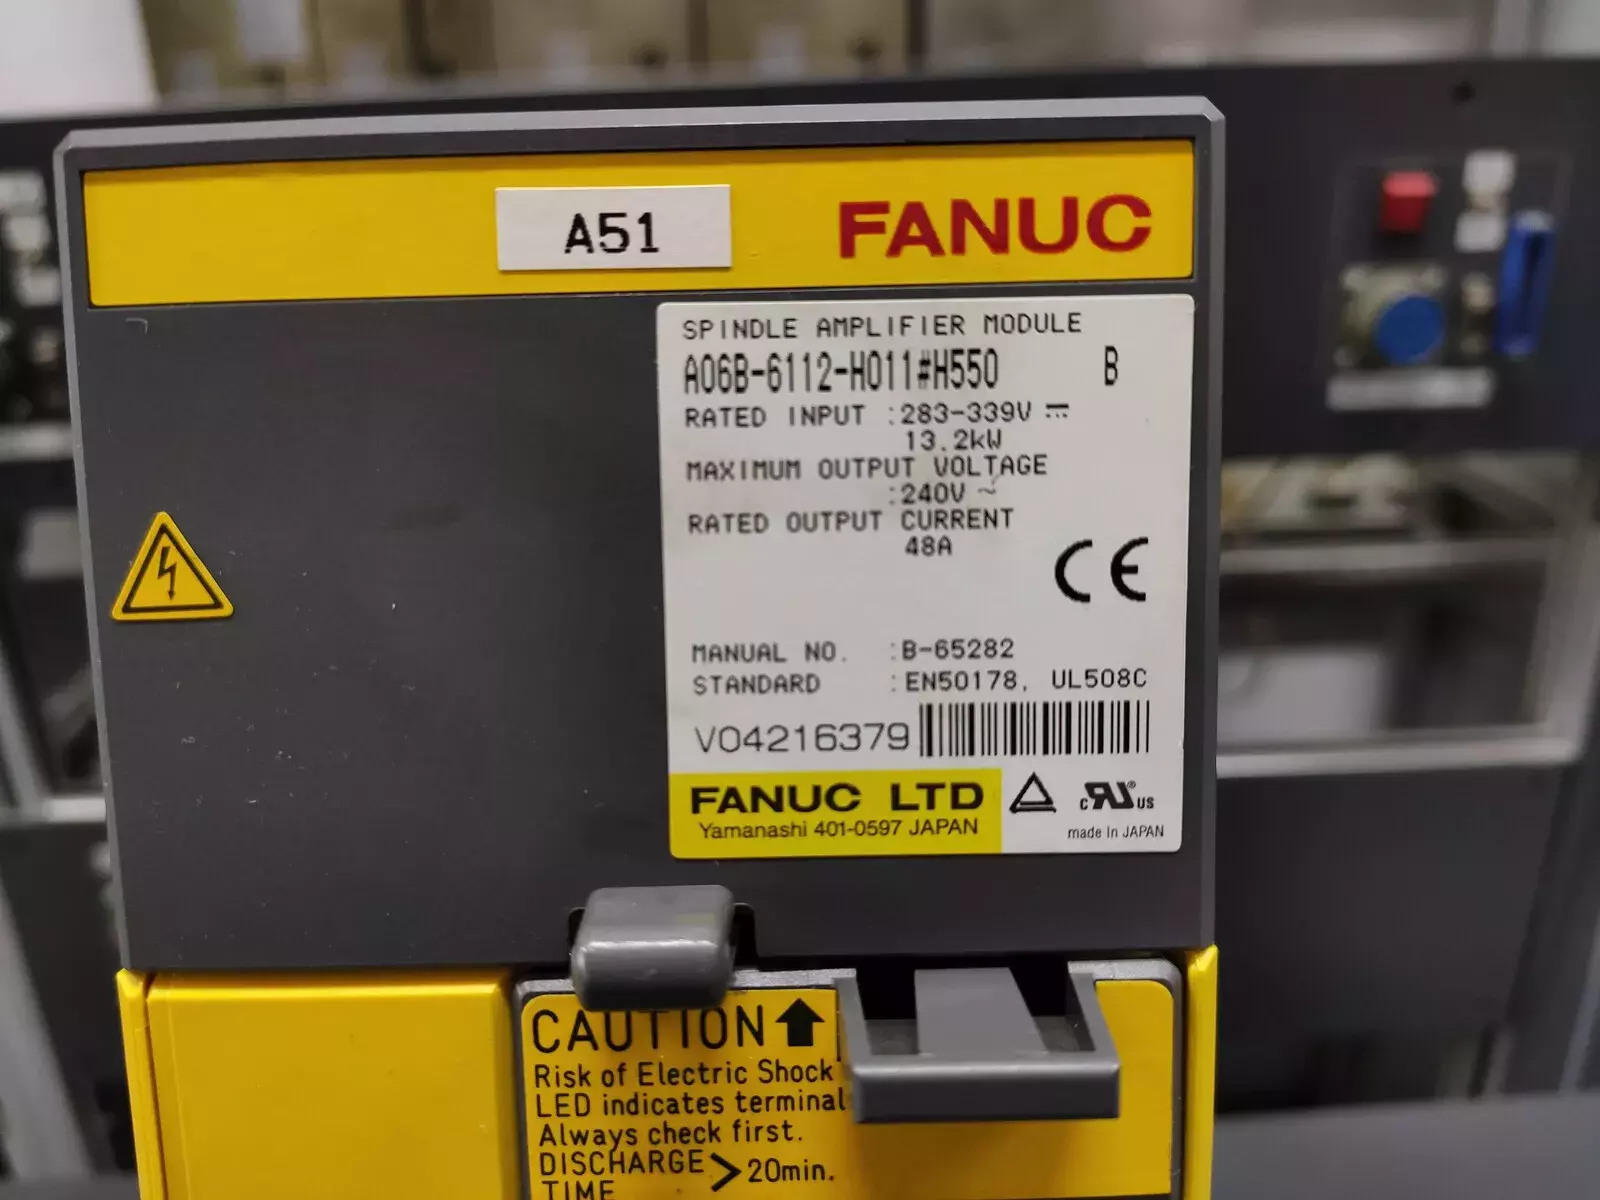 A51
FANUC
SPINDLE AMPLIFIER MODULE
A06B-6112-H011#H550 B
RATED INPUT :283-339V ⎓
13.2kW
MAXIMUM OUTPUT VOLTAGE
:240V ~
RATED OUTPUT CURRENT
48A
CE
MANUAL NO. :B-65282
STANDARD :EN50178, UL508C
V04216379
FANUC LTD
Yamanashi 401-0597 JAPAN
c RU® US
made in JAPAN
CAUTION
Risk of Electric Shock
LED indicates terminal
Always check first.
DISCHARGE > 20min.
TIME